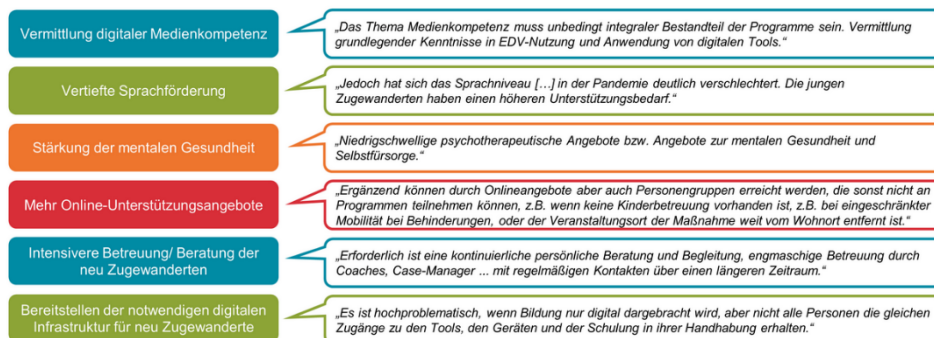 Vermittlung digitaler Medienkompetenz
„Das Thema Medienkompetenz muss unbedingt integraler Bestandteil der Programme sein. Vermittlung
grundlegender Kenntnisse in EDV-Nutzung und Anwendung von digitalen Tools.“
Vertiefte Sprachförderung
„Jedoch hat sich das Sprachniveau […] in der Pandemie deutlich verschlechtert. Die jungen
Zugewanderten haben einen höheren Unterstützungsbedarf.“
Stärkung der mentalen Gesundheit
„Niedrigschwellige psychotherapeutische Angebote bzw. Angebote zur mentalen Gesundheit und
Selbstfürsorge.“
Mehr Online-Unterstützungsangebote
„Ergänzend können durch Onlineangebote aber auch Personengruppen erreicht werden, die sonst nicht an
Programmen teilnehmen können, z.B. wenn keine Kinderbetreuung vorhanden ist, z.B. bei eingeschränkter
Mobilität bei Behinderungen, oder der Veranstaltungsort der Maßnahme weit vom Wohnort entfernt ist.“
Intensivere Betreuung/ Beratung der
neu Zugewanderten
„Erforderlich ist eine kontinuierliche persönliche Beratung und Begleitung, engmaschige Betreuung durch
Coaches, Case-Manager ... mit regelmäßigen Kontakten über einen längeren Zeitraum.“
Bereitstellen der notwendigen digitalen
Infrastruktur für neu Zugewanderte
„Es ist hochproblematisch, wenn Bildung nur digital dargebracht wird, aber nicht alle Personen die gleichen
Zugänge zu den Tools, den Geräten und der Schulung in ihrer Handhabung erhalten.“